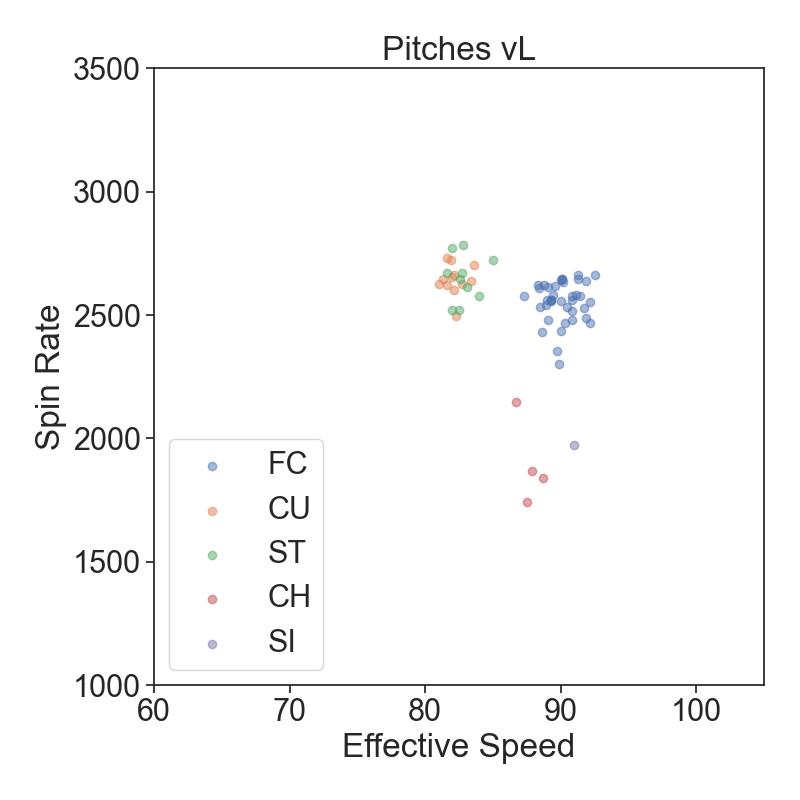 Pitches vL
3500
3000
2500
2000
1500
1000
Spin Rate
FC
CU
ST
CH
SI
60 70 80 90 100
Effective Speed